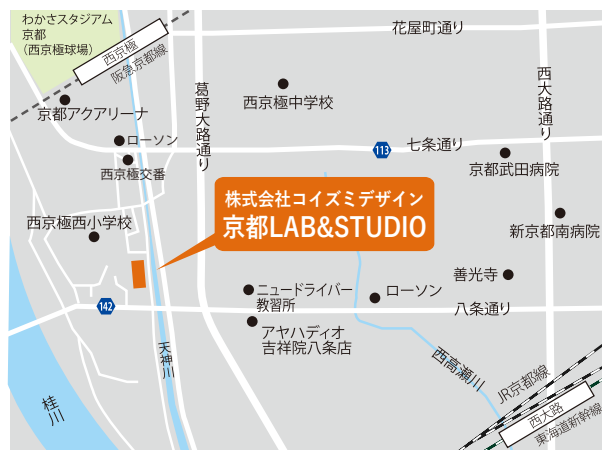 わかさスタジアム
京都
（西京極球場）
西京極
阪急京都線
花屋町通り
京都アクアリーナ
西京極中学校
葛野大路通り
西大路通り
ローソン
西京極交番
113
七条通り
京都武田病院
株式会社コイズミデザイン
京都LAB&STUDIO
西京極西小学校
新京都南病院
善光寺
ニュードライバー
教習所
ローソン
142
八条通り
アヤハディオ
吉祥院八条店
天神川
西高瀬川
桂川
JR京都線
西大路
東海道新幹線